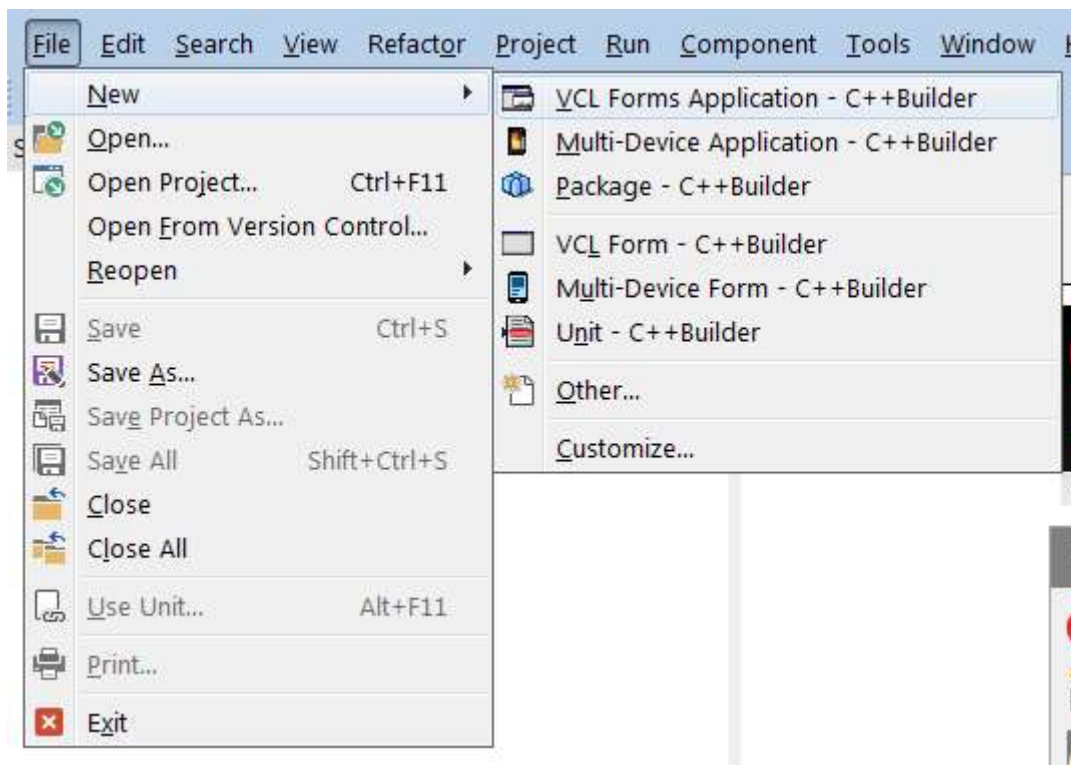 File Edit Search View Refactor Project Run Component Tools Window
New
Open...
Open Project... Ctrl+F11
Open From Version Control...
Reopen
Save Ctrl+S
Save As...
Save Project As...
Save All Shift+Ctrl+S
Close
Close All
Use Unit... Alt+F11
Print...
Exit
VCL Forms Application - C++Builder
Multi-Device Application - C++Builder
Package - C++Builder
VCL Form - C++Builder
Multi-Device Form - C++Builder
Unit - C++Builder
Other...
Customize...